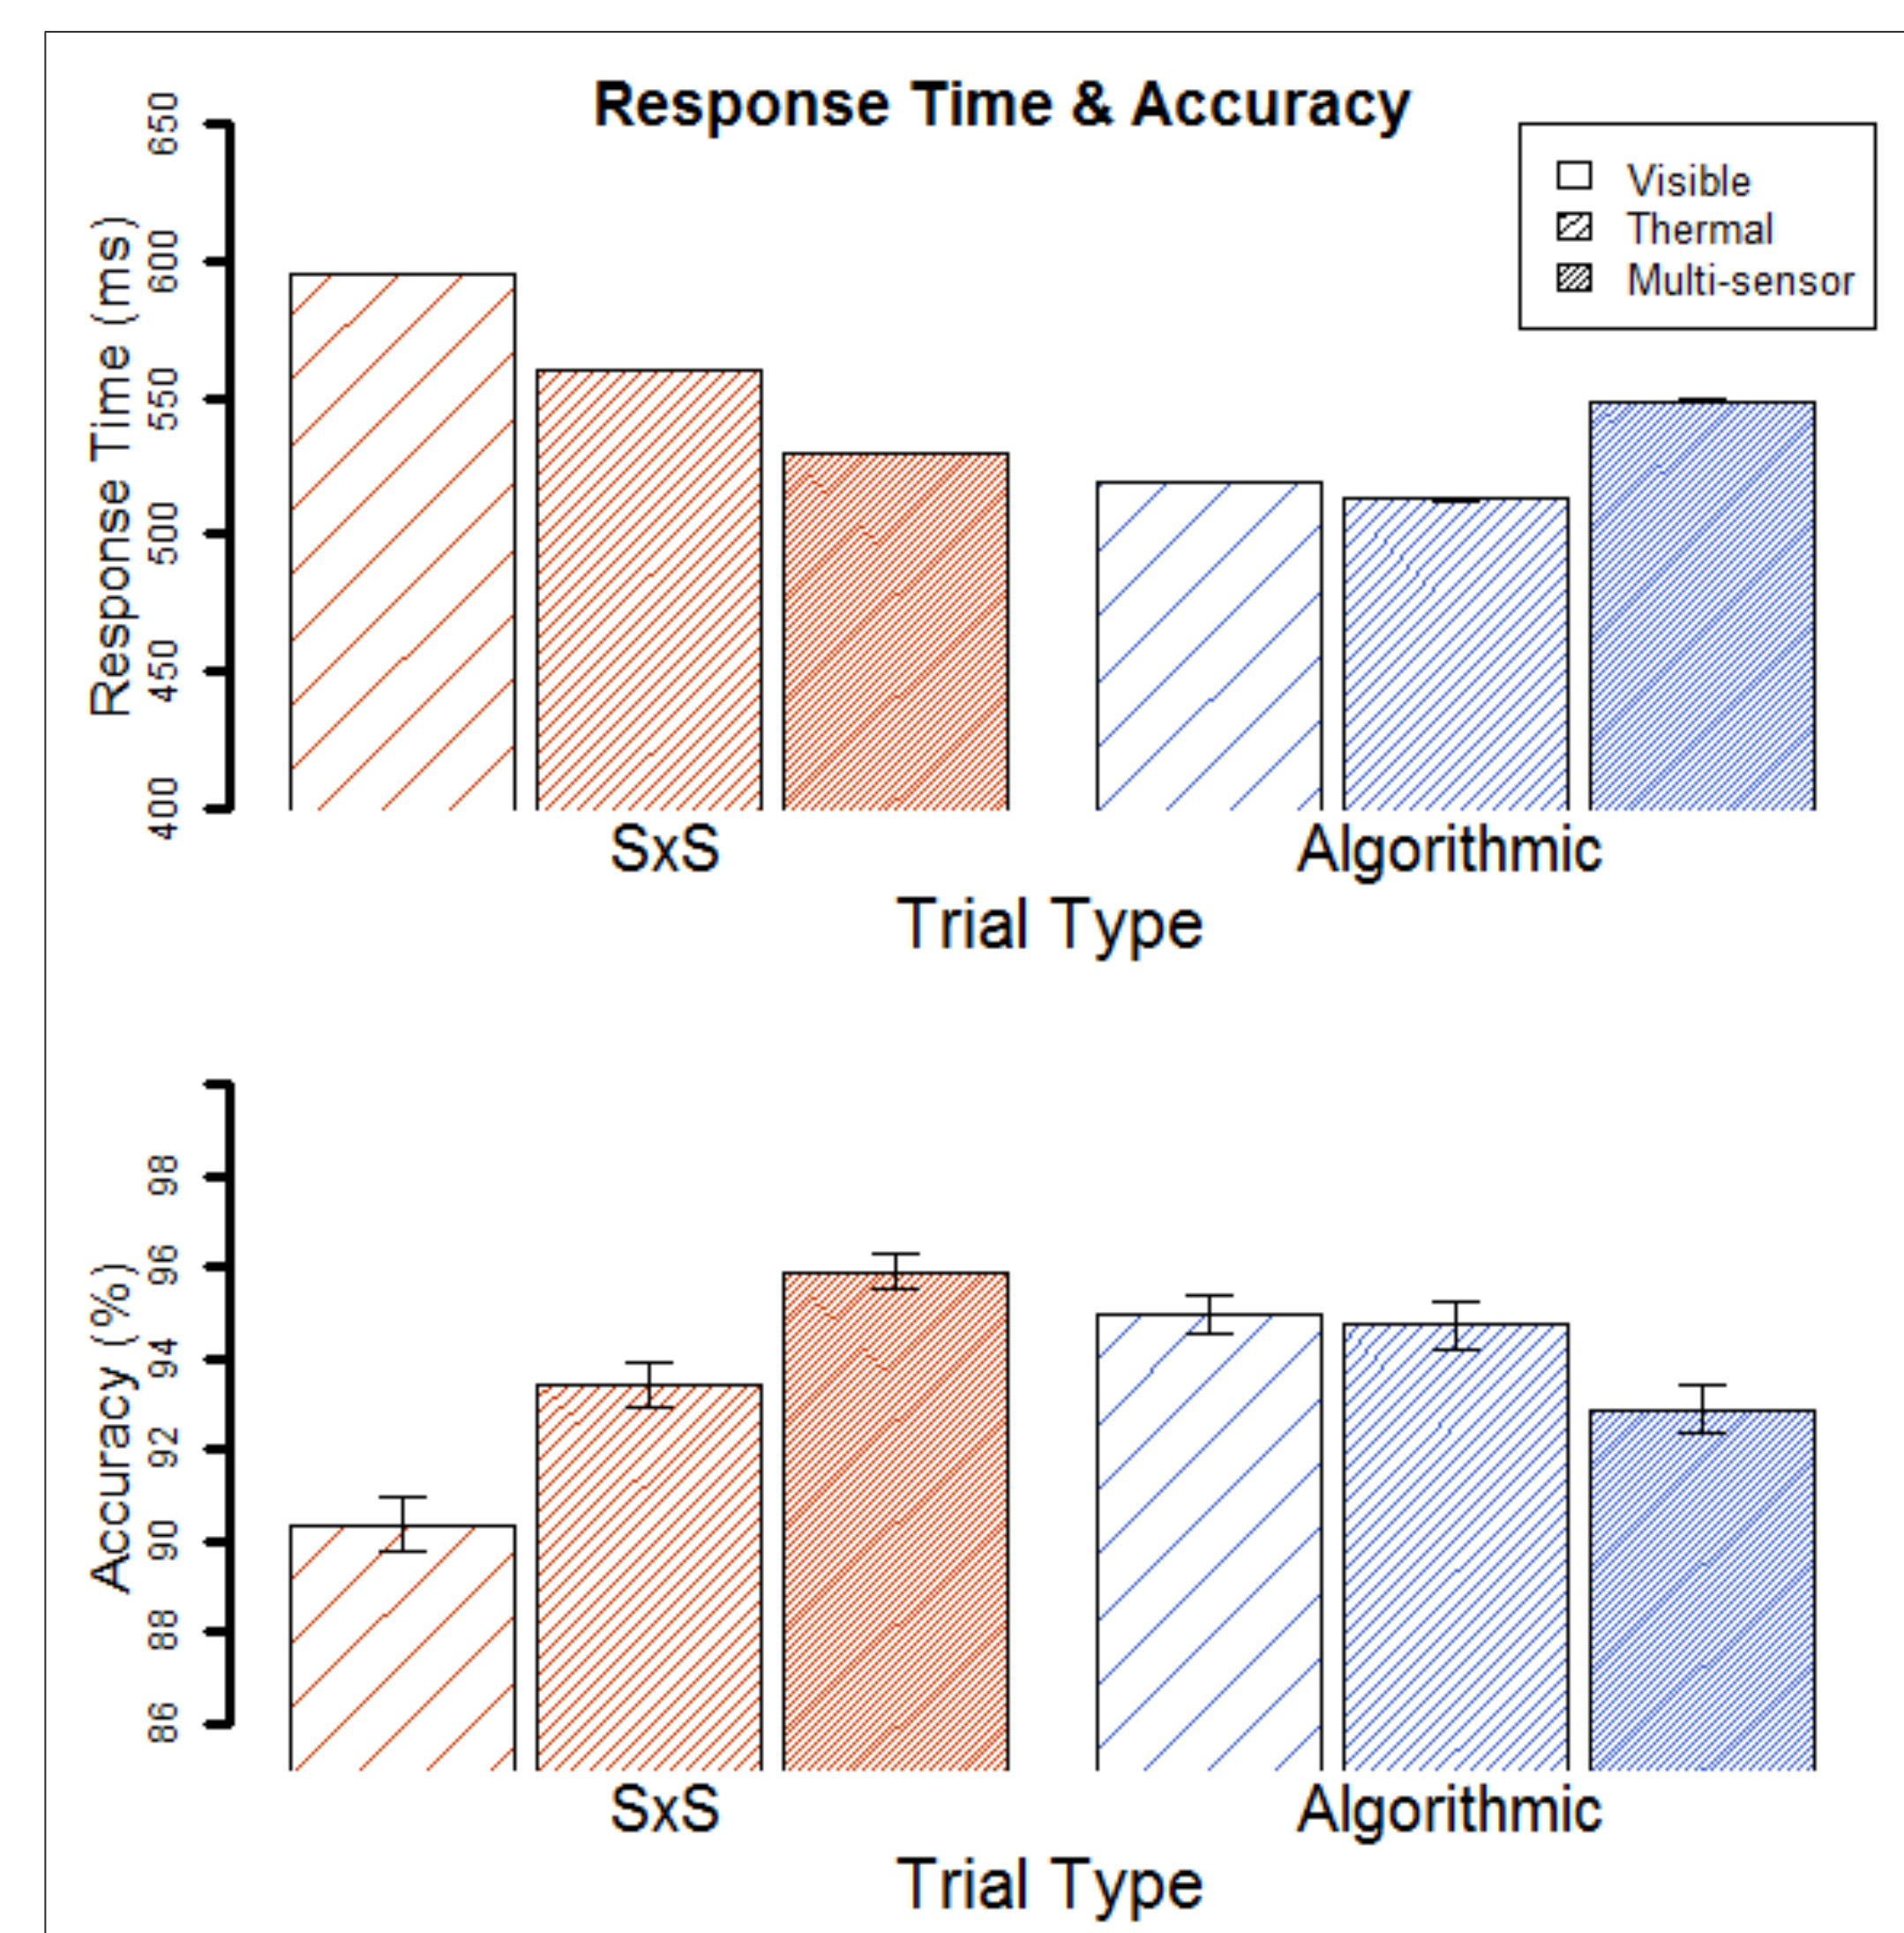 Response Time & Accuracy
Visible
Thermal
Multi-sensor
Response Time (ms)
650
600
550
500
450
400
SxS
Algorithmic
Trial Type
Accuracy (%)
98
96
94
92
90
88
86
SxS
Algorithmic
Trial Type